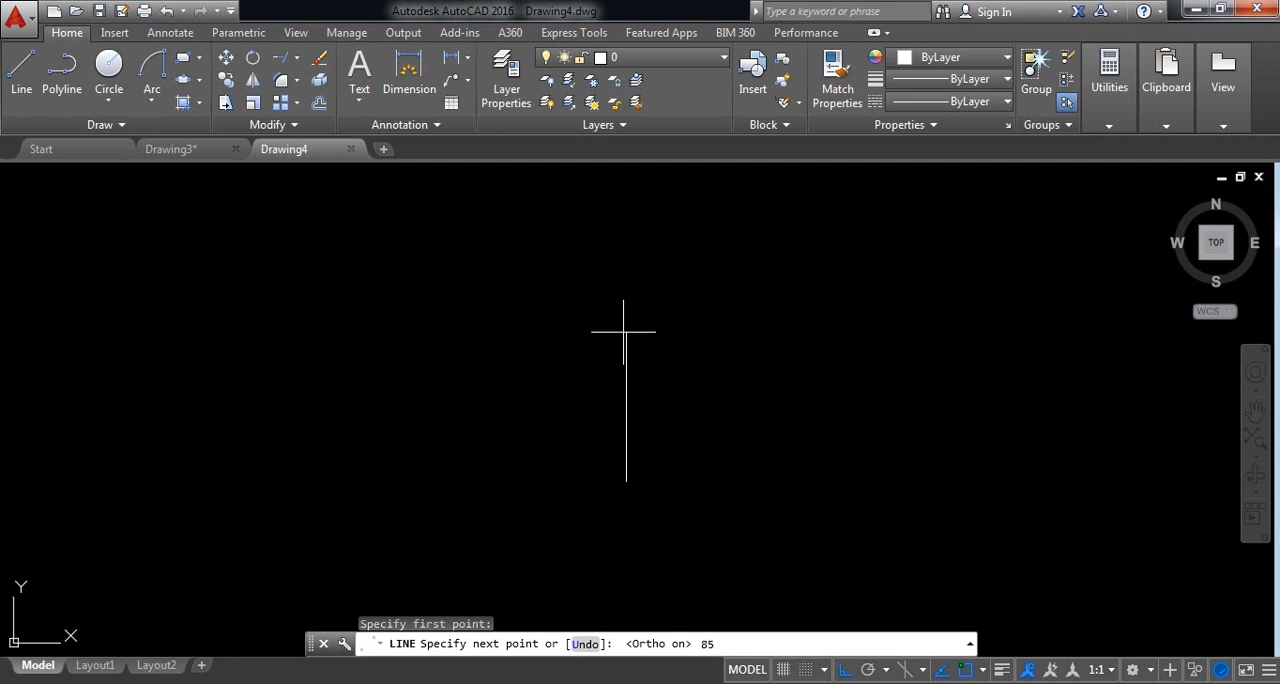 Autodesk AutoCAD 2016 Drawing4.dwg
Type a keyword or phrase
Sign In
Home Insert Annotate Parametric View Manage Output Add-ins A360 Express Tools Featured Apps BIM 360 Performance
Line Polyline Circle Arc
Draw
Modify
Text Dimension
Annotation
Layer Properties
0
Layers
Insert
Block
Match Properties
ByLayer
ByLayer
ByLayer
Properties
Group
Groups
Utilities
Clipboard
View
Start Drawing3* Drawing4
N
W TOP E
S
WCS
Y
X
Specify first point:
LINE Specify next point or [Undo]: <Ortho on> 85
Model Layout1 Layout2
MODEL 1:1